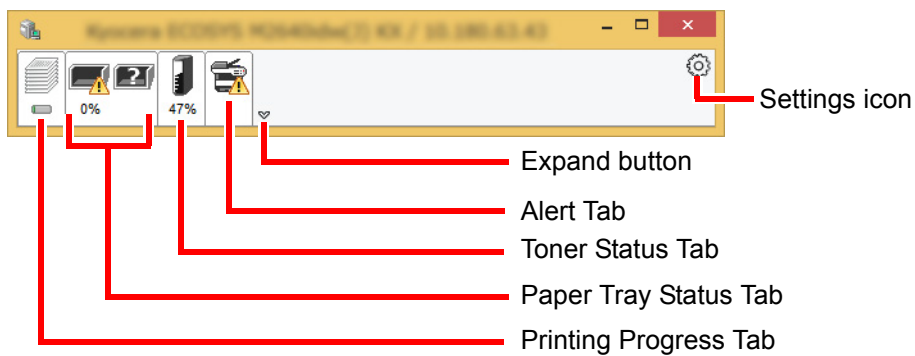 ?
0%
47%
Settings icon
Expand button
Alert Tab
Toner Status Tab
Paper Tray Status Tab
Printing Progress Tab